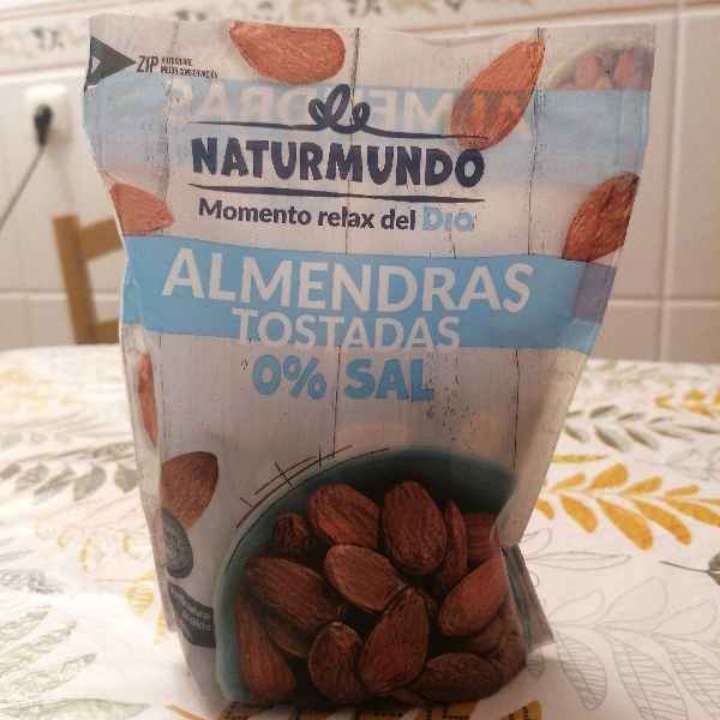 ZIP
NATURMUNDO
Momento relax del Dia
ALMENDRAS
TOSTADAS
0% SAL